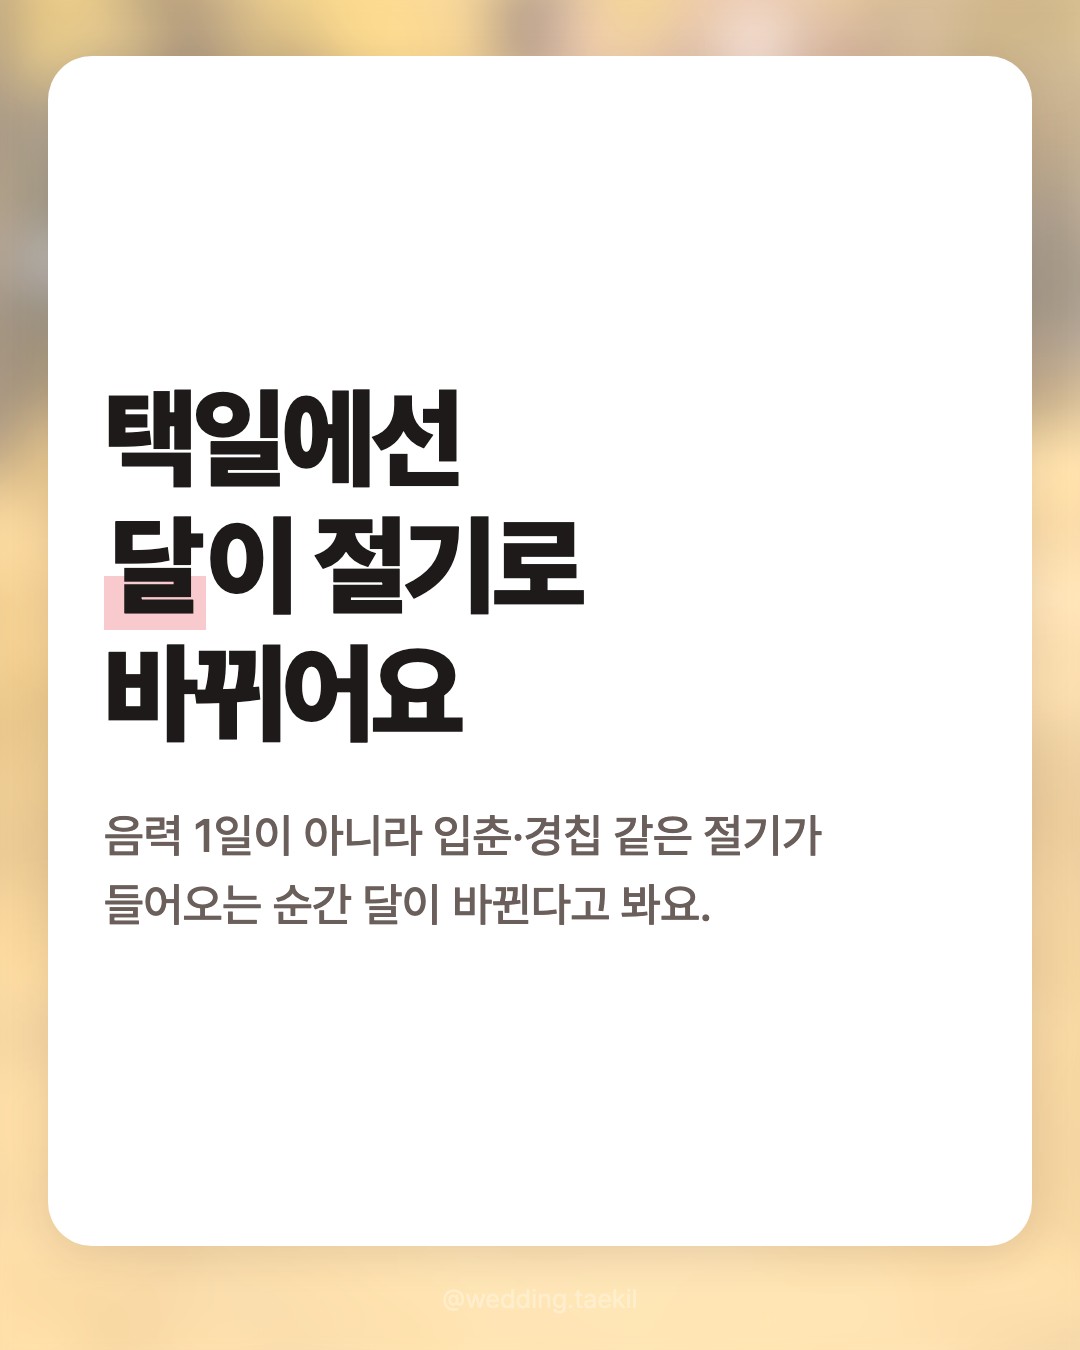 택일에선
달이 절기로
바뀌어요
음력 1일이 아니라 입춘·경칩 같은 절기가
들어오는 순간 달이 바뀐다고 봐요.
@wedding.taekil